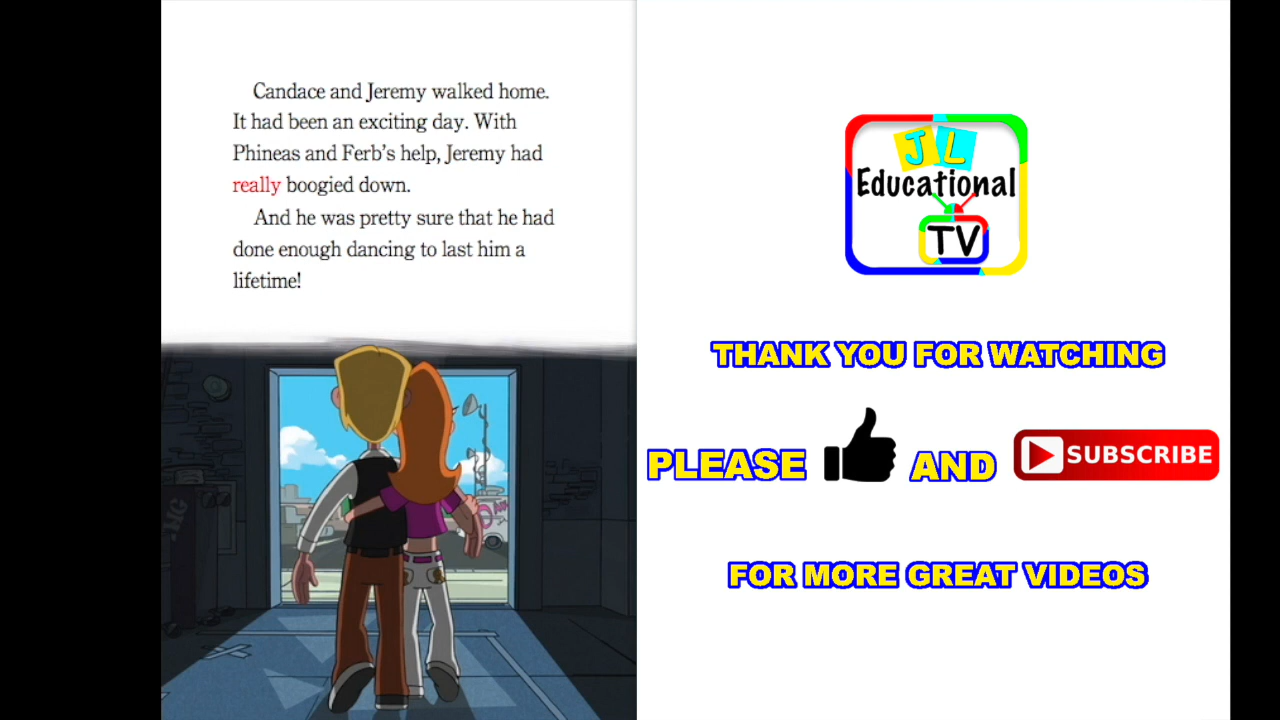 Candace and Jeremy walked home.
It had been an exciting day. With
Phineas and Ferb's help, Jeremy had
really boogied down.
And he was pretty sure that he had
done enough dancing to last him a
lifetime!
JL
Educational
TV
THANK YOU FOR WATCHING
PLEASE AND SUBSCRIBE
FOR MORE GREAT VIDEOS